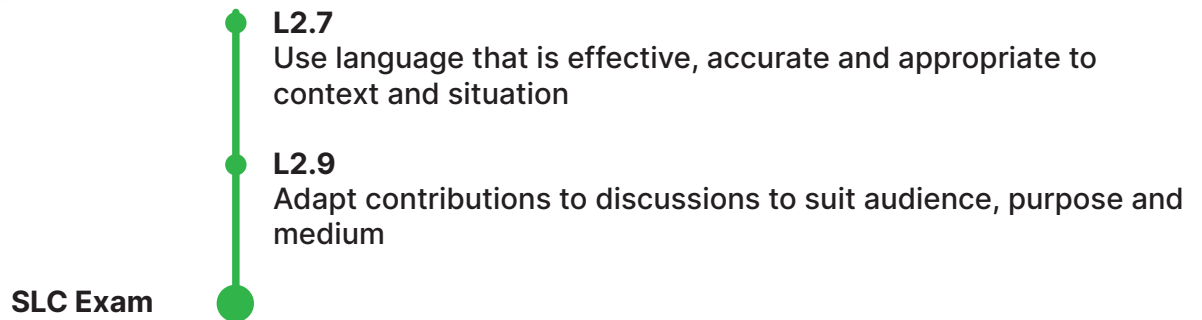 L2.7
Use language that is effective, accurate and appropriate to
context and situation
L2.9
Adapt contributions to discussions to suit audience, purpose and
medium
SLC Exam